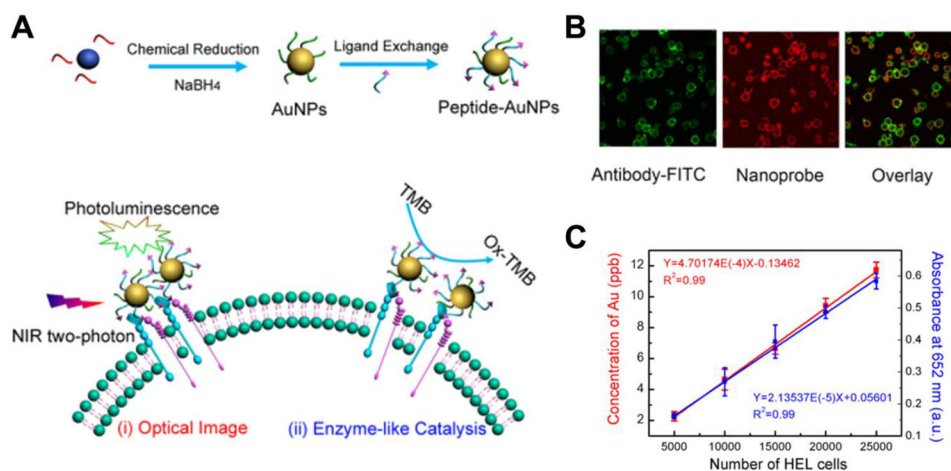 A
Chemical Reduction
NaBH4
Ligand Exchange
AuNPs
Peptide-AuNPs
Photoluminescence
NIR two-photon
TMB
Ox-TMB
(i) Optical Image
(ii) Enzyme-like Catalysis
B
Antibody-FITC
Nanoprobe
Overlay
C
Concentration of Au (ppb)
12
10
8
6
4
2
Y=4.70174E(-4)X-0.13462
R²=0.99
Y=2.13537E(-5)X+0.05601
R²=0.99
0.6
0.5
0.4
0.3
0.2
0.1
Absorbance at 652 nm (a.u.)
5000 10000 15000 20000 25000
Number of HEL cells